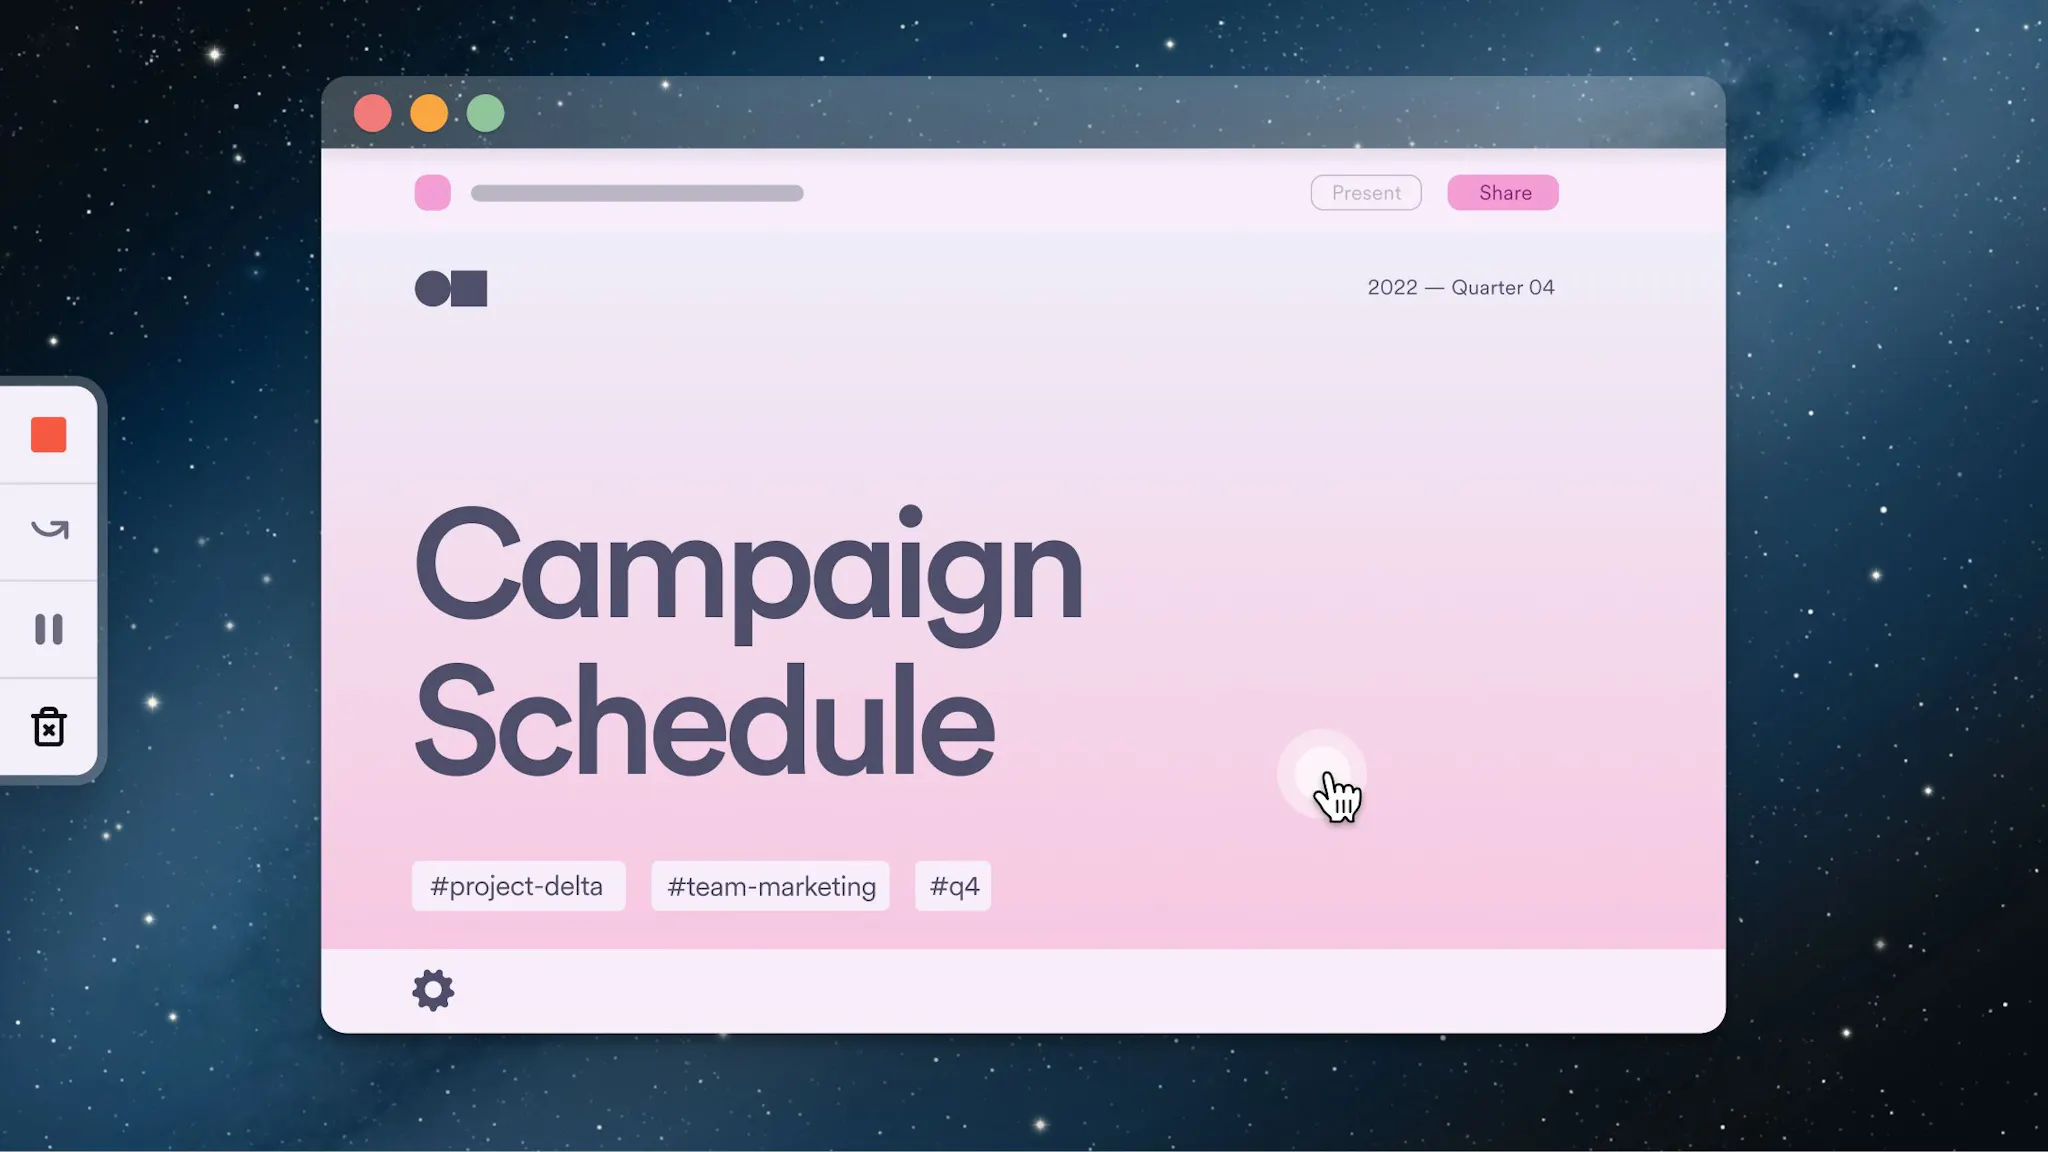 Present
Share
2022 — Quarter 04
Campaign
Schedule
#project-delta
#team-marketing
#q4